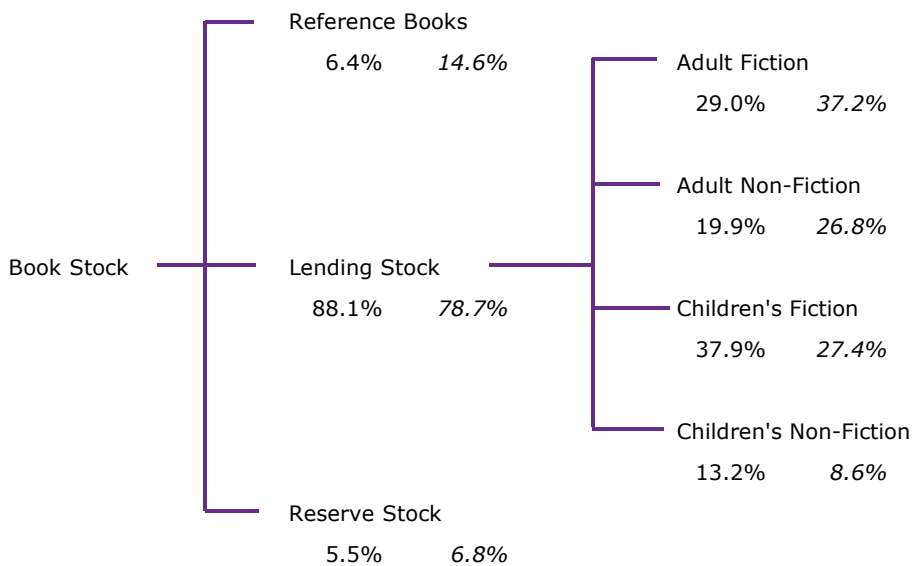 Reference Books
6.4% 14.6%
Adult Fiction
29.0% 37.2%
Adult Non-Fiction
19.9% 26.8%
Book Stock
Lending Stock
88.1% 78.7%
Children's Fiction
37.9% 27.4%
Children's Non-Fiction
13.2% 8.6%
Reserve Stock
5.5% 6.8%